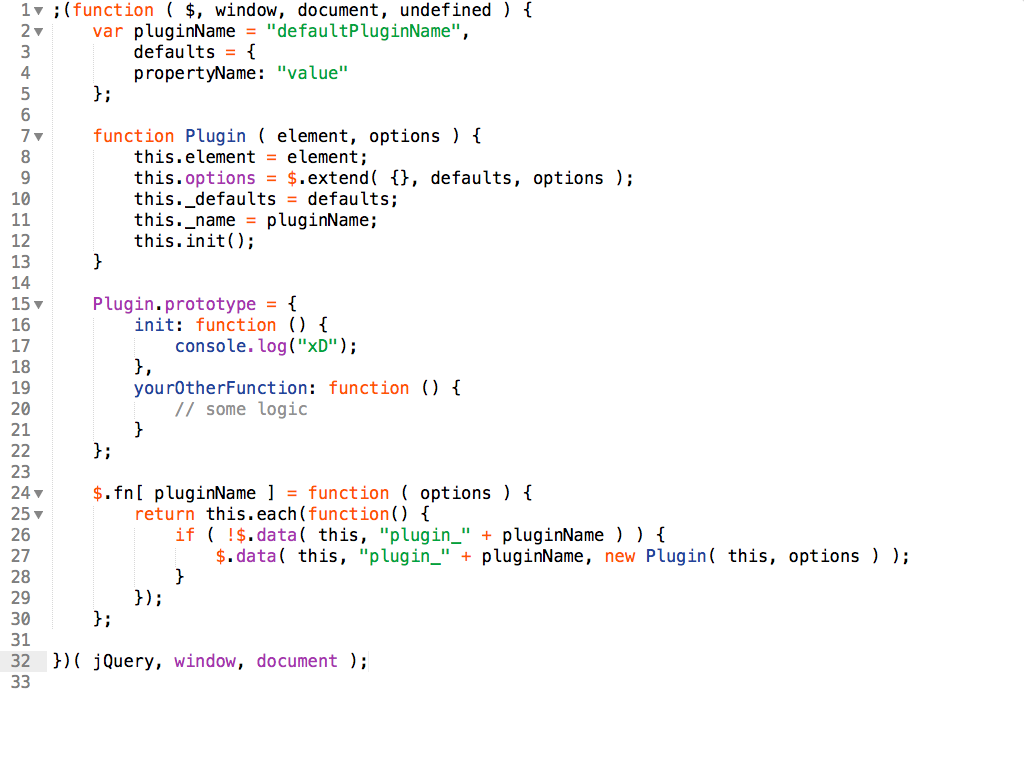 1 ;(function ( $, window, document, undefined ) {
2     var pluginName = "defaultPluginName",
3         defaults = {
4         propertyName: "value"
5     };
6
7     function Plugin ( element, options ) {
8         this.element = element;
9         this.options = $.extend( {}, defaults, options );
10         this._defaults = defaults;
11         this._name = pluginName;
12         this.init();
13     }
14
15     Plugin.prototype = {
16         init: function () {
17             console.log("xD");
18         },
19         yourOtherFunction: function () {
20             // some logic
21         }
22     };
23
24     $.fn[ pluginName ] = function ( options ) {
25         return this.each(function() {
26             if ( !$.data( this, "plugin_" + pluginName ) ) {
27                 $.data( this, "plugin_" + pluginName, new Plugin( this, options ) );
28             }
29         });
30     };
31
32 })( jQuery, window, document );
33